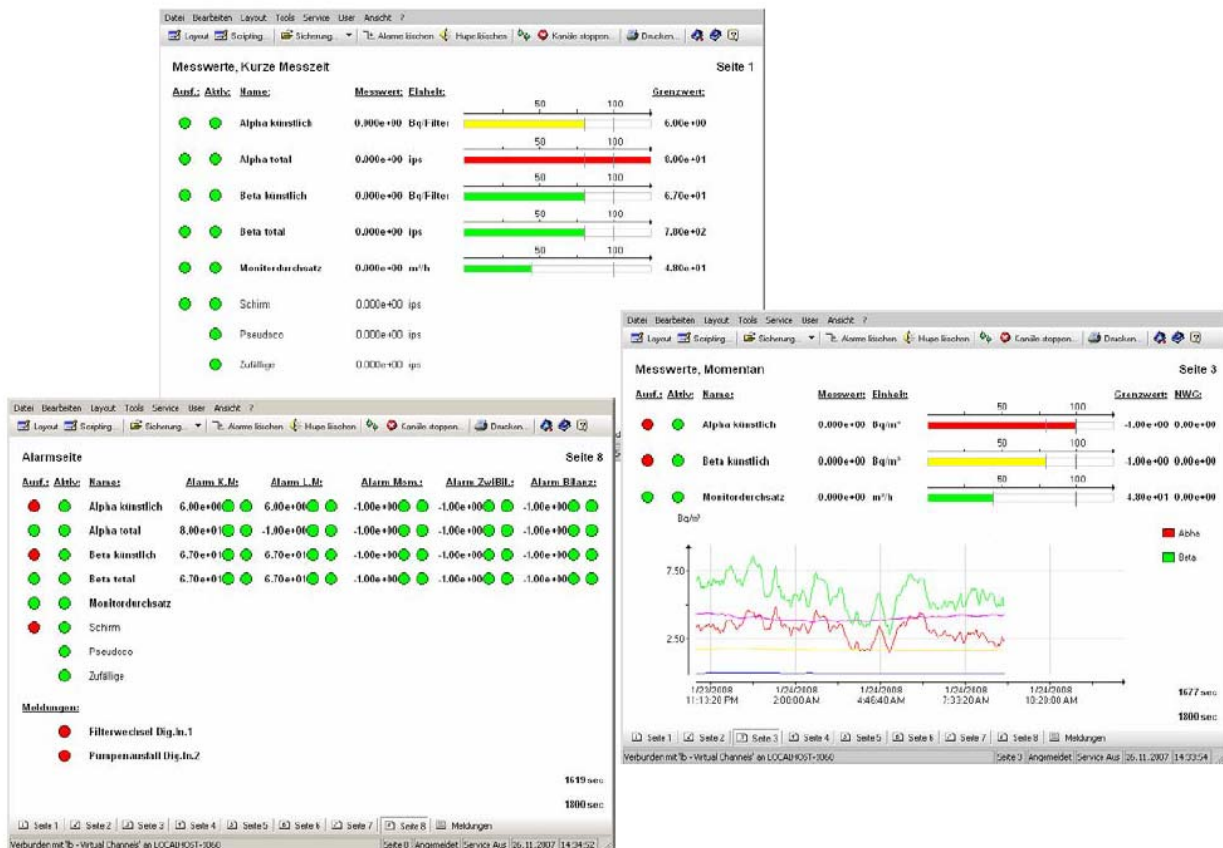 Datei Bearbeiten Layout Tools Service User Ansicht ?
Layout Scripting... Sicherung... Alarme löschen Hupe löschen Kanäle stoppen... Drucken...
Messwerte, Kurze Messzeit Seite 1
Ausf.: Aktiv: Name: Messwert: Einheit: Grenzwert:
50 100
Alpha künstlich 0.000e+00 Bq/Filter 6.00e+00
50 100
Alpha total 0.000e+00 ips 8.00e+01
50 100
Beta künstlich 0.000e+00 Bq/Filter 6.70e+01
50 100
Beta total 0.000e+00 ips 7.80e+02
50 100
Monitordurchsatz 0.000e+00 m³/h 4.80e+01
Schirm 0.000e+00 ips
Pseudoco 0.000e+00 ips
Zufällige 0.000e+00 ips
Datei Bearbeiten Layout Tools Service User Ansicht ?
Layout Scripting... Sicherung... Alarme löschen Hupe löschen Kanäle stoppen... Drucken...
Messwerte, Momentan Seite 3
Ausf.: Aktiv: Name: Messwert: Einheit: Grenzwert: NWG:
50 100
Alpha künstlich 0.000e+00 Bq/m³ -1.00e+00 0.00e+00
50 100
Beta künstlich 0.000e+00 Bq/m³ -1.00e+00 0.00e+00
50 100
Monitordurchsatz 0.000e+00 m³/h 4.80e+01 0.00e+00
Bq/m³
Alpha
Beta
7.50
2.50
1/23/2008 1/24/2008 1/24/2008 1/24/2008 1/24/2008
11:13:20 PM 2:00:00 AM 4:46:40 AM 7:33:20 AM 10:20:00 AM
1677 sec
1800 sec
Seite 1 Seite 2 Seite 3 Seite 4 Seite 5 Seite 6 Seite 7 Seite 8 Meldungen
Verbunden mit 'lb - Virtual Channels' an LOCALHOST-3060 Seite 3 Angemeldet Service Aus 26.11.2007 14:33:54
Datei Bearbeiten Layout Tools Service User Ansicht ?
Layout Scripting... Sicherung... Alarme löschen Hupe löschen Kanäle stoppen... Drucken...
Alarmseite Seite 8
Ausf.: Aktiv: Name: Alarm K.M: Alarm L.M: Alarm Mom.: Alarm ZwiBil.: Alarm Bilanz:
Alpha künstlich 6.00e+00 6.00e+00 -1.00e+00 -1.00e+00 -1.00e+00
Alpha total 8.00e+01 -1.00e+00 -1.00e+00 -1.00e+00 -1.00e+00
Beta künstlich 6.70e+01 6.70e+01 -1.00e+00 -1.00e+00 -1.00e+00
Beta total 6.70e+01 6.70e+01 -1.00e+00 -1.00e+00 -1.00e+00
Monitordurchsatz
Schirm
Pseudoco
Zufällige
Meldungen:
Filterwechsel Dig.In.1
Pumpenausfall Dig.In.2
1619 sec
1800 sec
Seite 1 Seite 2 Seite 3 Seite 4 Seite 5 Seite 6 Seite 7 Seite 8 Meldungen
Verbunden mit 'lb - Virtual Channels' an LOCALHOST-3060 Seite 8 Angemeldet Service Aus 26.11.2007 14:34:52